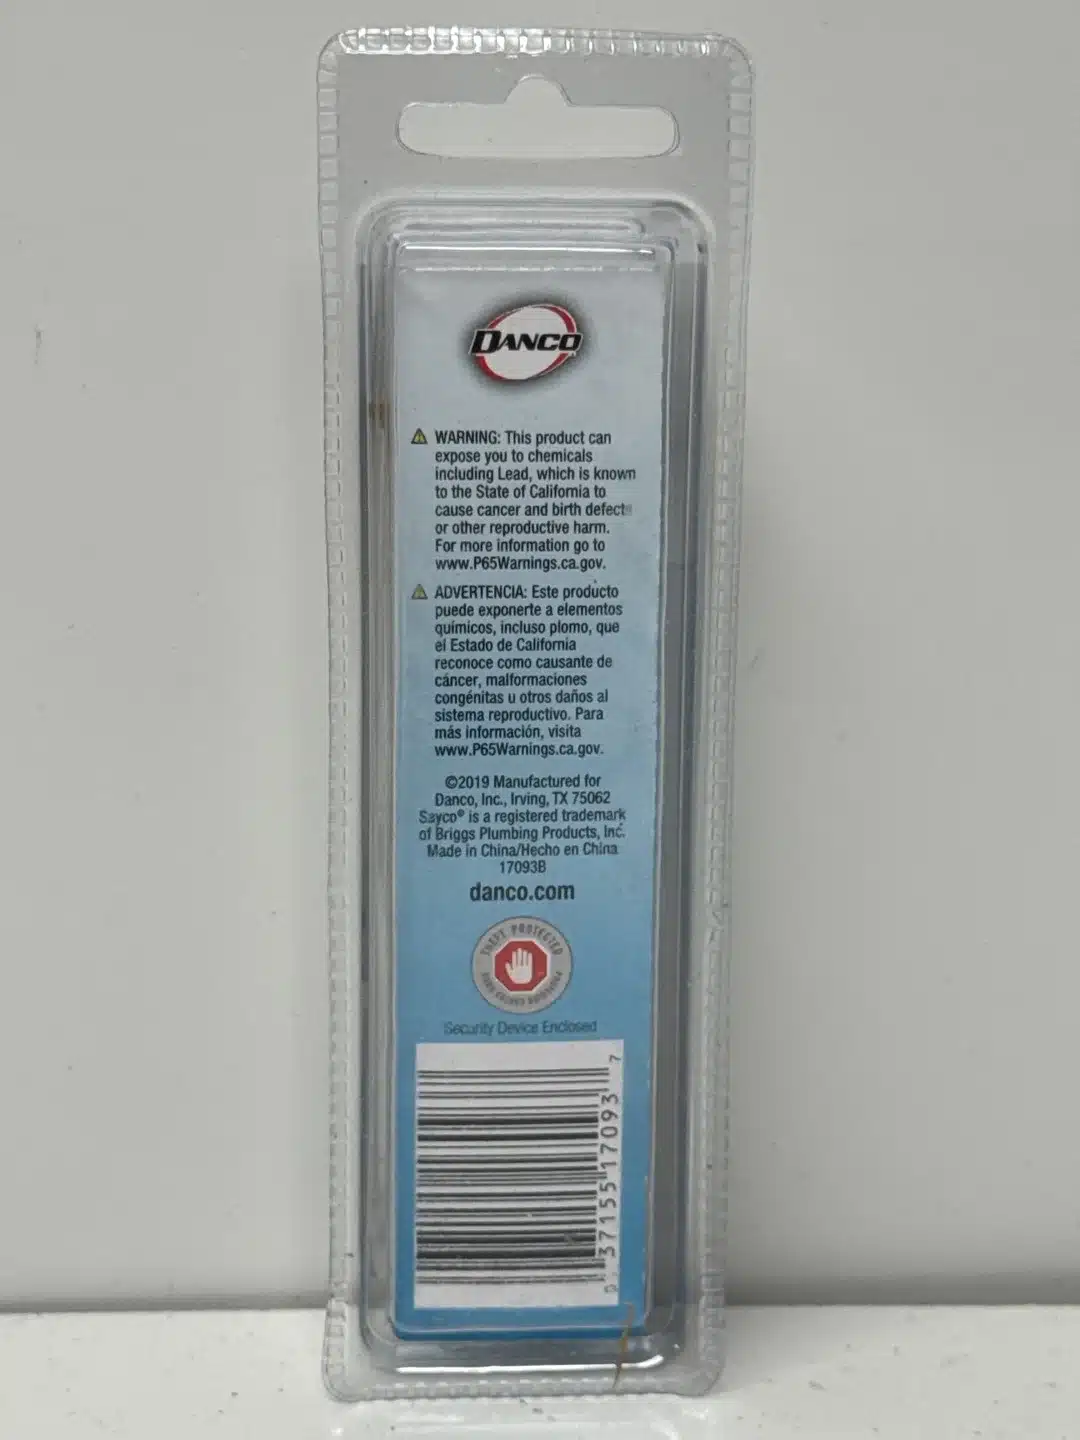 DANCO
WARNING: This product can
expose you to chemicals
including Lead, which is known
to the State of California to
cause cancer and birth defects
or other reproductive harm.
For more information go to
www.P65Warnings.ca.gov.
ADVERTENCIA: Este producto
puede exponerte a elementos
químicos, incluso plomo, que
el Estado de California
reconoce como causante de
cáncer, malformaciones
congénitas u otros daños al
sistema reproductivo. Para
más información, visita
www.P65Warnings.ca.gov.
©2019 Manufactured for
Danco, Inc., Irving, TX 75062
Sayco® is a registered trademark
of Briggs Plumbing Products, Inc.
Made in China/Hecho en China
17093B
danco.com
THEFT PROTECTED
Security Device Enclosed
0 37155 17093 7